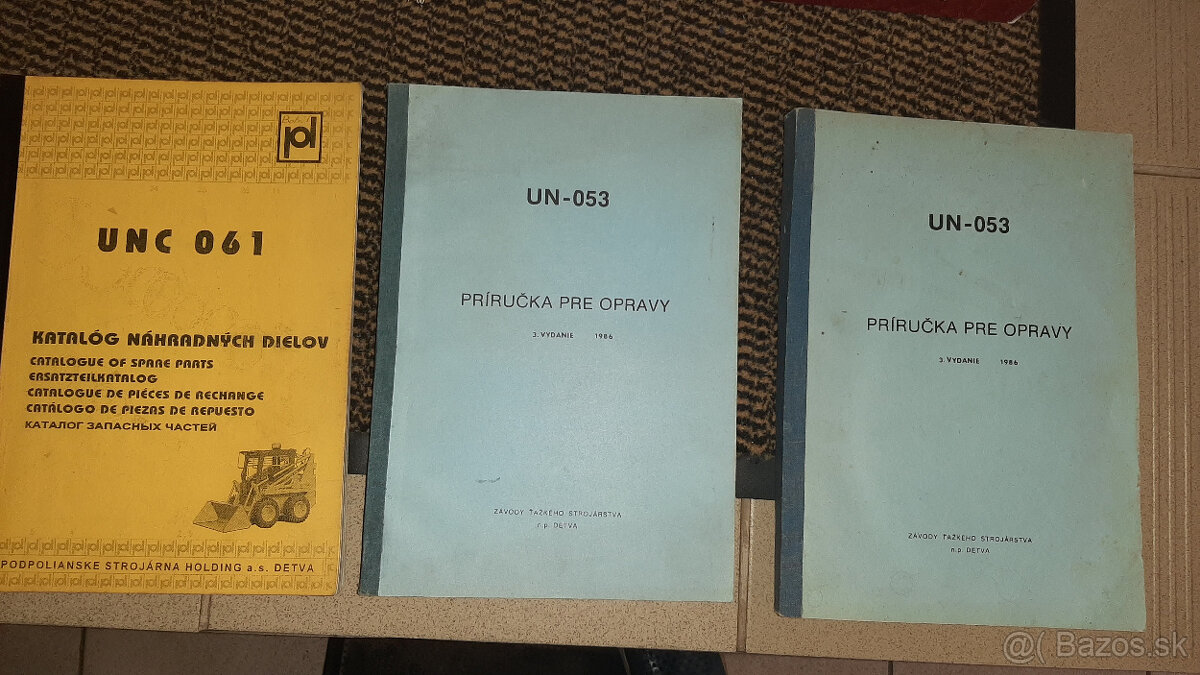 UNC 061
KATALÓG NÁHRADNÝCH DIELOV
CATALOGUE OF SPARE PARTS
ERSATZTEILKATALOG
CATALOGUE DE PIÉCES DE RECHANGE
CATÁLOGO DE PIEZAS DE REPUESTO
КАТАЛОГ ЗАПАСНЫХ ЧАСТЕЙ
PODPOLIANSKE STROJÁRNA HOLDING a.s. DETVA
UN-053
PRÍRUČKA PRE OPRAVY
3. VYDANIE 1986
ZÁVODY ŤAŽKÉHO STROJÁRSTVA
n.p. DETVA
UN-053
PRÍRUČKA PRE OPRAVY
3. VYDANIE 1986
ZÁVODY ŤAŽKÉHO STROJÁRSTVA
n.p. DETVA
@( Bazos.sk